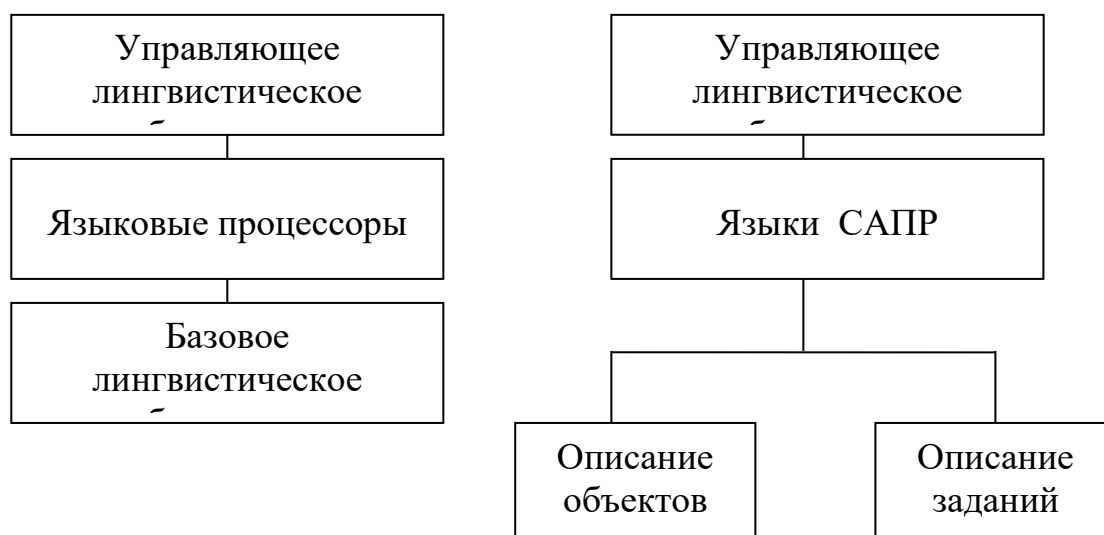 Управляющее
лингвистическое
Языковые процессоры
Базовое
лингвистическое
Управляющее
лингвистическое
Языки САПР
Описание
объектов
Описание
заданий